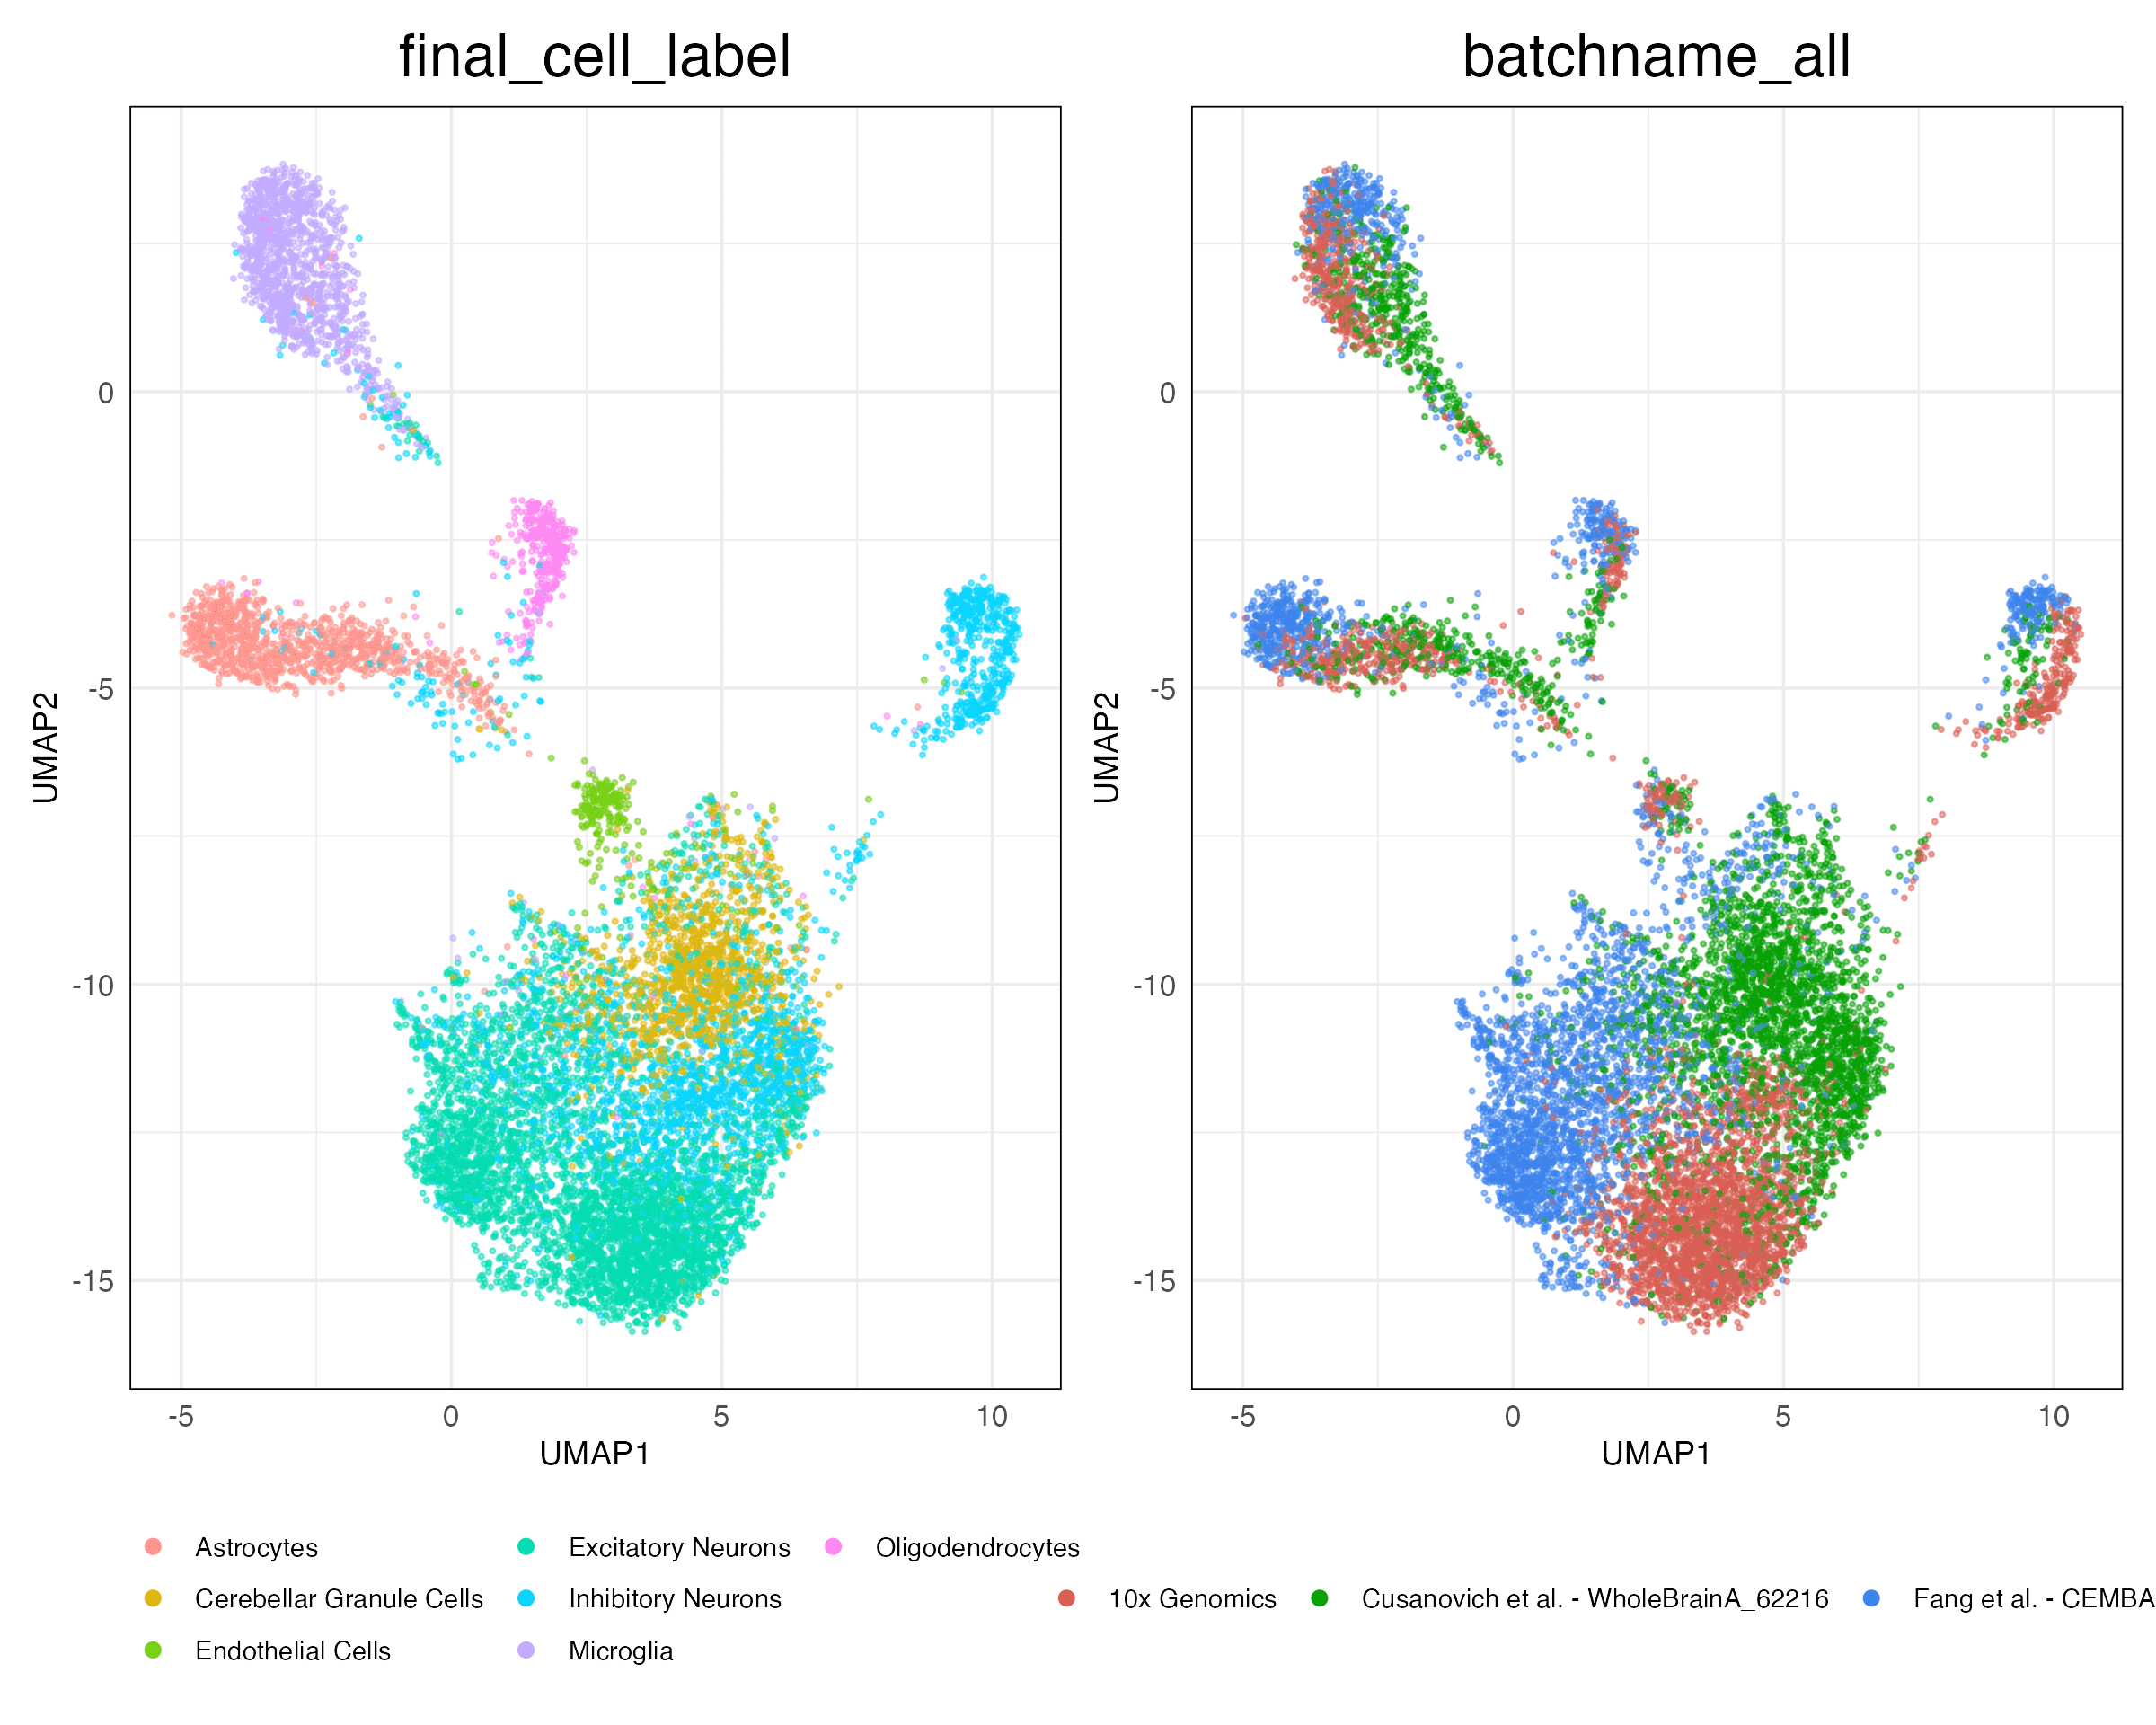 final_cell_label
batchname_all
UMAP2
0
-5
-10
-15
-5 0 5 10
UMAP1
UMAP2
0
-5
-10
-15
-5 0 5 10
UMAP1
Astrocytes
Excitatory Neurons
Oligodendrocytes
Cerebellar Granule Cells
Inhibitory Neurons
Endothelial Cells
Microglia
10x Genomics
Cusanovich et al. - WholeBrainA_62216
Fang et al. - CEMBA